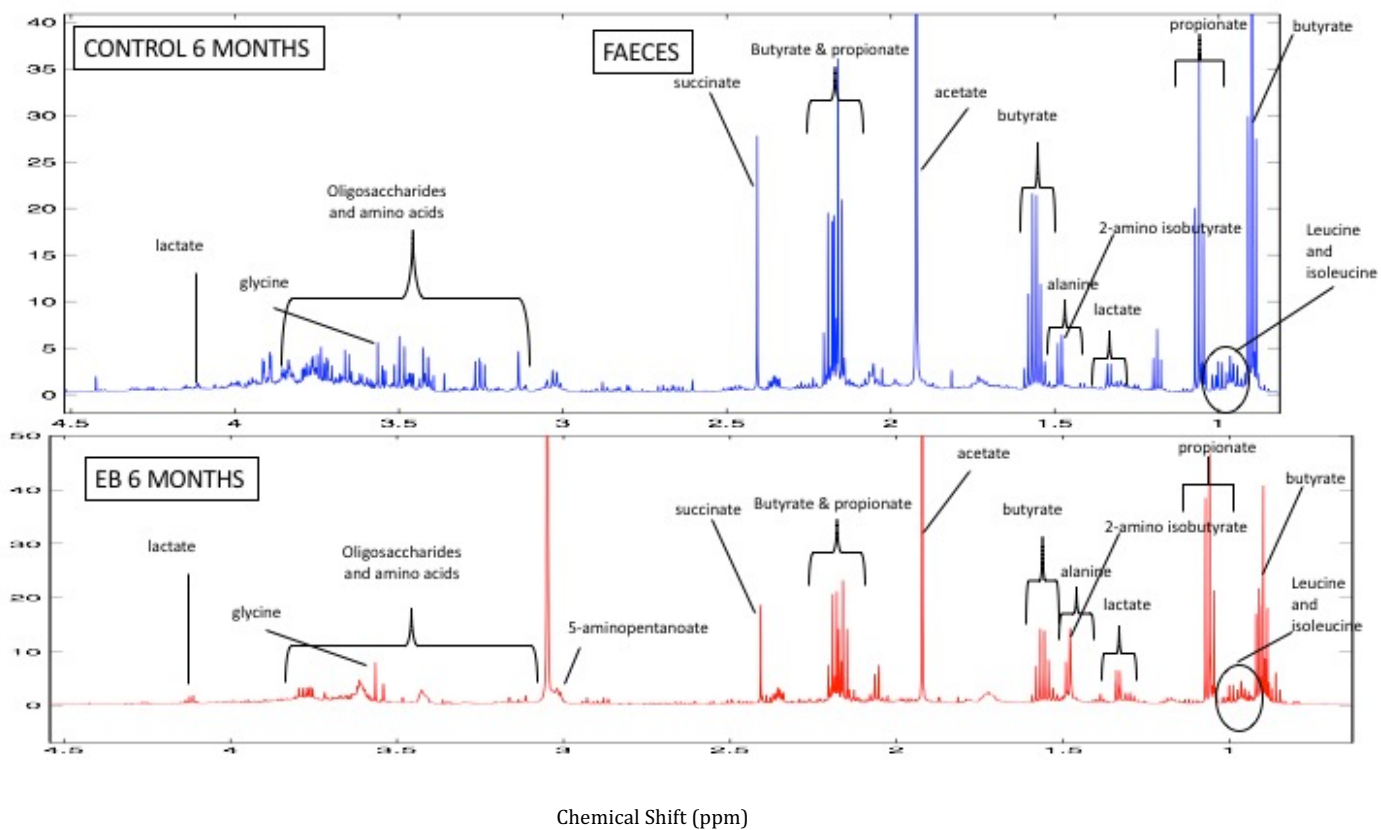 CONTROL 6 MONTHS
FAECES
Butyrate & propionate
propionate
butyrate
succinate
acetate
butyrate
Oligosaccharides
and amino acids
lactate
glycine
2-amino isobutyrate
alanine
lactate
Leucine
and
isoleucine
40
35
30
25
20
15
10
5
0
4.5
4
3.5
3
2.5
2
1.5
1
EB 6 MONTHS
propionate
acetate
butyrate
succinate
Butyrate & propionate
butyrate
2-amino isobutyrate
lactate
Oligosaccharides
and amino acids
alanine
Leucine
and
isoleucine
glycine
5-aminopentanoate
lactate
50
40
30
20
10
0
4.5
4
3.5
3
2.5
2
1.5
1
Chemical Shift (ppm)